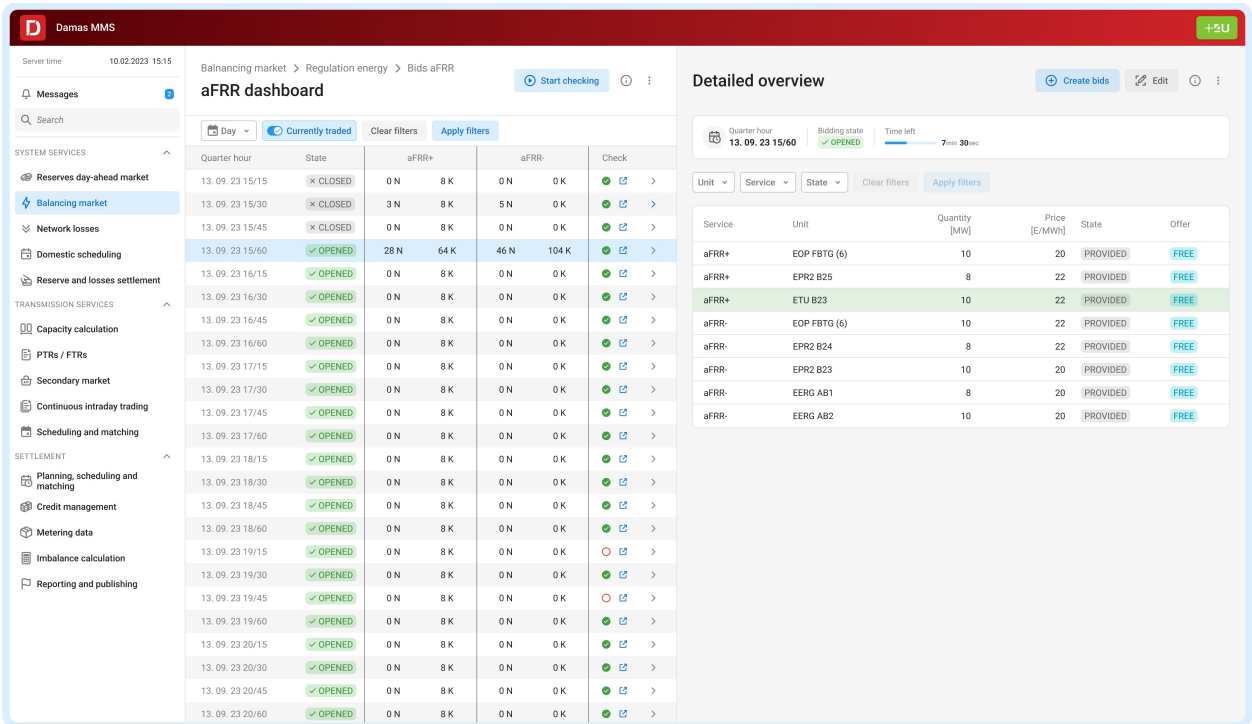 D
Damas MMS
+U
Server time 10.02.2023 15:15
Messages 2
Search
SYSTEM SERVICES
Reserves day-ahead market
Balancing market
Network losses
Domestic scheduling
Reserve and losses settlement
TRANSMISSION SERVICES
Capacity calculation
PTRs / FTRs
Secondary market
Continuous intraday trading
Scheduling and matching
SETTLEMENT
Planning, scheduling and
matching
Credit management
Metering data
Imbalance calculation
Reporting and publishing
Balnancing market > Regulation energy > Bids aFRR
aFRR dashboard
Start checking
Day Currently traded Clear filters Apply filters
Quarter hour State aFRR+ aFRR- Check
13. 09. 23 15/15 × CLOSED 0 N 8 K 0 N 0 K
13. 09. 23 15/30 × CLOSED 3 N 8 K 5 N 0 K
13. 09. 23 15/45 × CLOSED 0 N 8 K 0 N 0 K
13. 09. 23 15/60 ✓ OPENED 28 N 64 K 46 N 104 K
13. 09. 23 16/15 ✓ OPENED 0 N 8 K 0 N 0 K
13. 09. 23 16/30 ✓ OPENED 0 N 8 K 0 N 0 K
13. 09. 23 16/45 ✓ OPENED 0 N 8 K 0 N 0 K
13. 09. 23 16/60 ✓ OPENED 0 N 8 K 0 N 0 K
13. 09. 23 17/15 ✓ OPENED 0 N 8 K 0 N 0 K
13. 09. 23 17/30 ✓ OPENED 0 N 8 K 0 N 0 K
13. 09. 23 17/45 ✓ OPENED 0 N 8 K 0 N 0 K
13. 09. 23 17/60 ✓ OPENED 0 N 8 K 0 N 0 K
13. 09. 23 18/15 ✓ OPENED 0 N 8 K 0 N 0 K
13. 09. 23 18/30 ✓ OPENED 0 N 8 K 0 N 0 K
13. 09. 23 18/45 ✓ OPENED 0 N 8 K 0 N 0 K
13. 09. 23 18/60 ✓ OPENED 0 N 8 K 0 N 0 K
13. 09. 23 19/15 ✓ OPENED 0 N 8 K 0 N 0 K
13. 09. 23 19/30 ✓ OPENED 0 N 8 K 0 N 0 K
13. 09. 23 19/45 ✓ OPENED 0 N 8 K 0 N 0 K
13. 09. 23 19/60 ✓ OPENED 0 N 8 K 0 N 0 K
13. 09. 23 20/15 ✓ OPENED 0 N 8 K 0 N 0 K
13. 09. 23 20/30 ✓ OPENED 0 N 8 K 0 N 0 K
13. 09. 23 20/45 ✓ OPENED 0 N 8 K 0 N 0 K
13. 09. 23 20/60 ✓ OPENED 0 N 8 K 0 N 0 K
Detailed overview
Create bids Edit
Quarter hour Bidding state Time left
13. 09. 23 15/60 ✓ OPENED 7min 30sec
Unit Service State Clear filters Apply filters
Service Unit Quantity [MW] Price [E/MWh] State Offer
aFRR+ EOP FBTG (6) 10 20 PROVIDED FREE
aFRR+ EPR2 B25 8 22 PROVIDED FREE
aFRR+ ETU B23 10 22 PROVIDED FREE
aFRR- EOP FBTG (6) 10 22 PROVIDED FREE
aFRR- EPR2 B24 8 22 PROVIDED FREE
aFRR- EPR2 B23 10 20 PROVIDED FREE
aFRR- EERG AB1 8 20 PROVIDED FREE
aFRR- EERG AB2 10 20 PROVIDED FREE